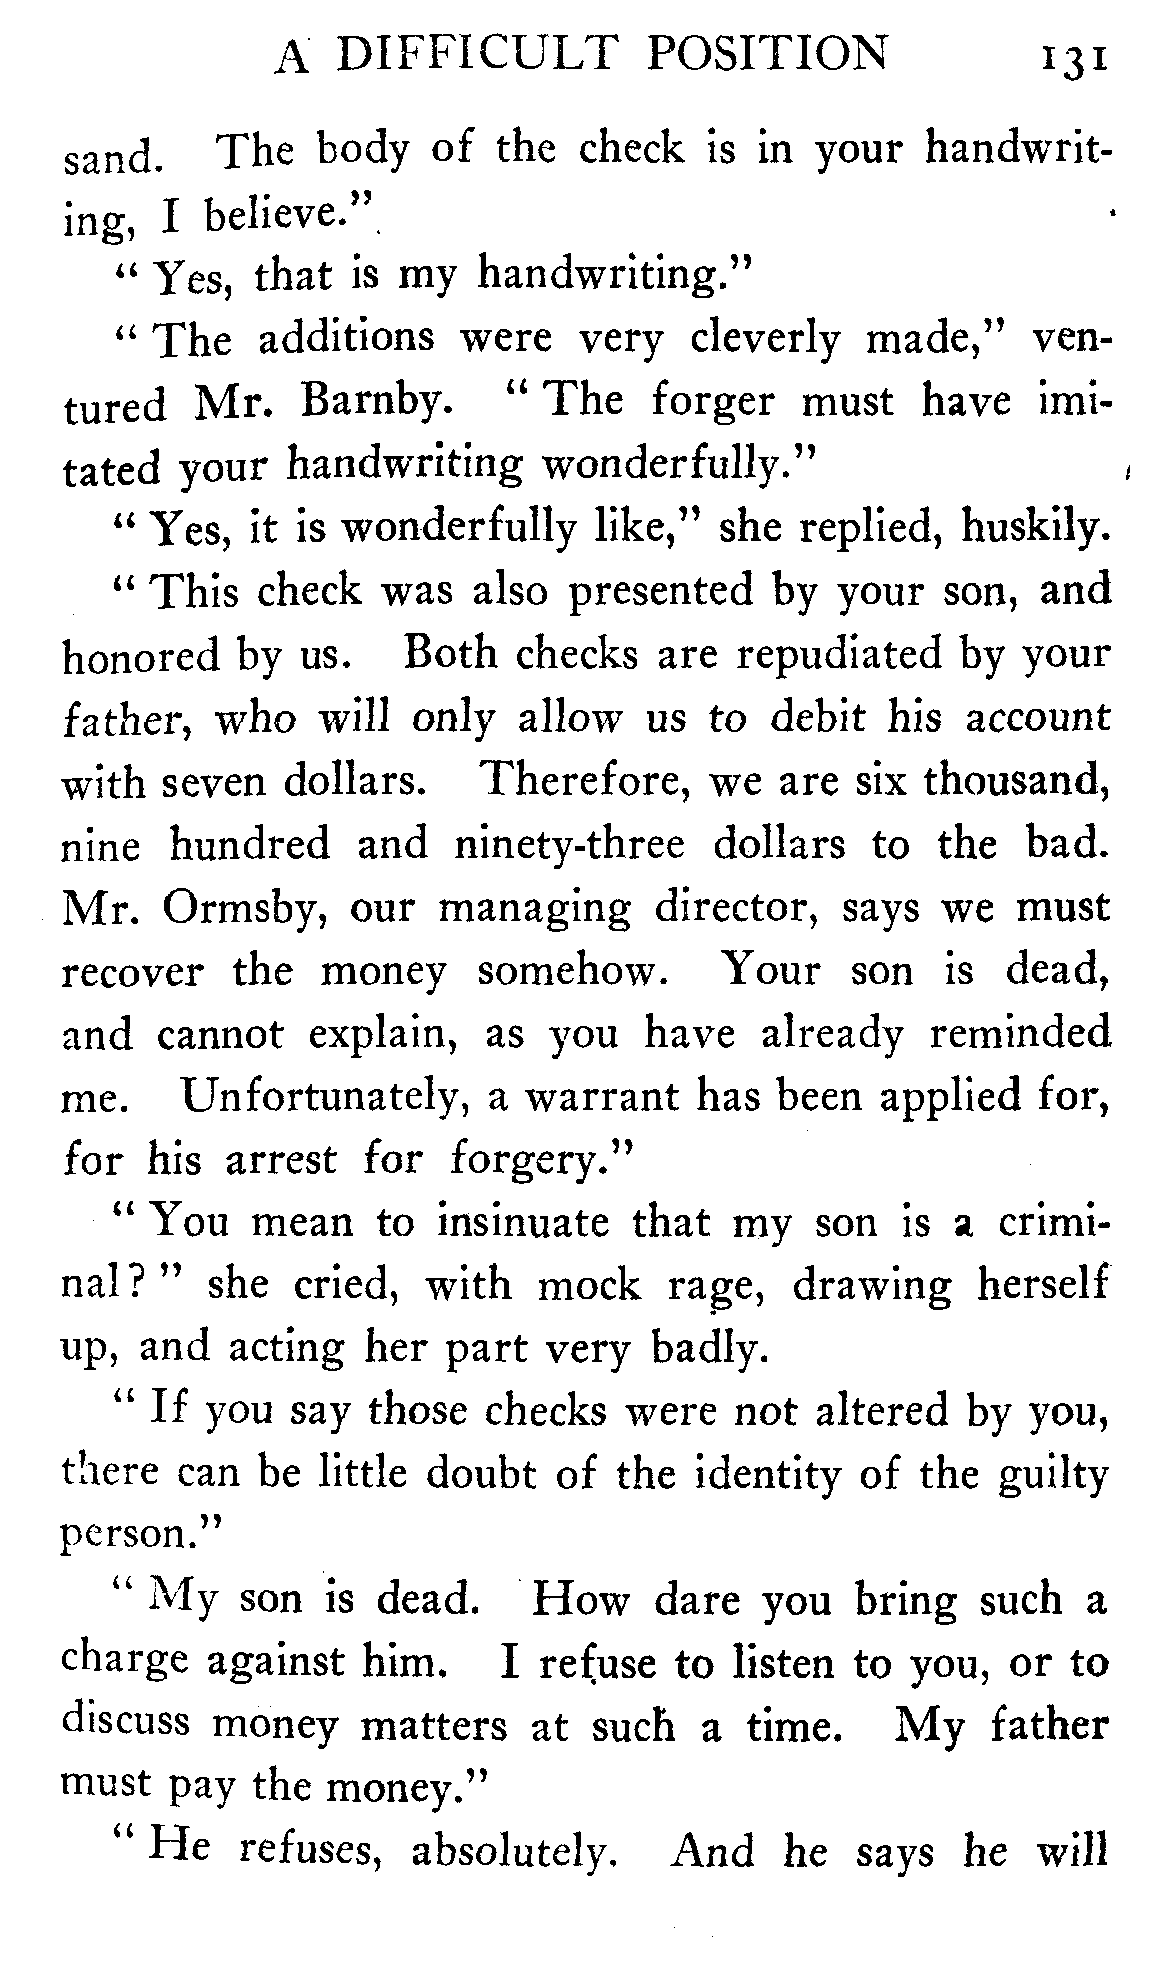 A DIFFICULT POSITION 131
sand. The body of the check is in your handwrit-
ing, I believe."
" Yes, that is my handwriting."
" The additions were very cleverly made," ven-
tured Mr. Barnby. " The forger must have imi-
tated your handwriting wonderfully."
" Yes, it is wonderfully like," she replied, huskily.
" This check was also presented by your son, and
honored by us. Both checks are repudiated by your
father, who will only allow us to debit his account
with seven dollars. Therefore, we are six thousand,
nine hundred and ninety-three dollars to the bad.
Mr. Ormsby, our managing director, says we must
recover the money somehow. Your son is dead,
and cannot explain, as you have already reminded
me. Unfortunately, a warrant has been applied for,
for his arrest for forgery."
" You mean to insinuate that my son is a crimi-
nal? " she cried, with mock rage, drawing herself
up, and acting her part very badly.
" If you say those checks were not altered by you,
there can be little doubt of the identity of the guilty
person."
" My son is dead. How dare you bring such a
charge against him. I refuse to listen to you, or to
discuss money matters at such a time. My father
must pay the money."
" He refuses, absolutely. And he says he will